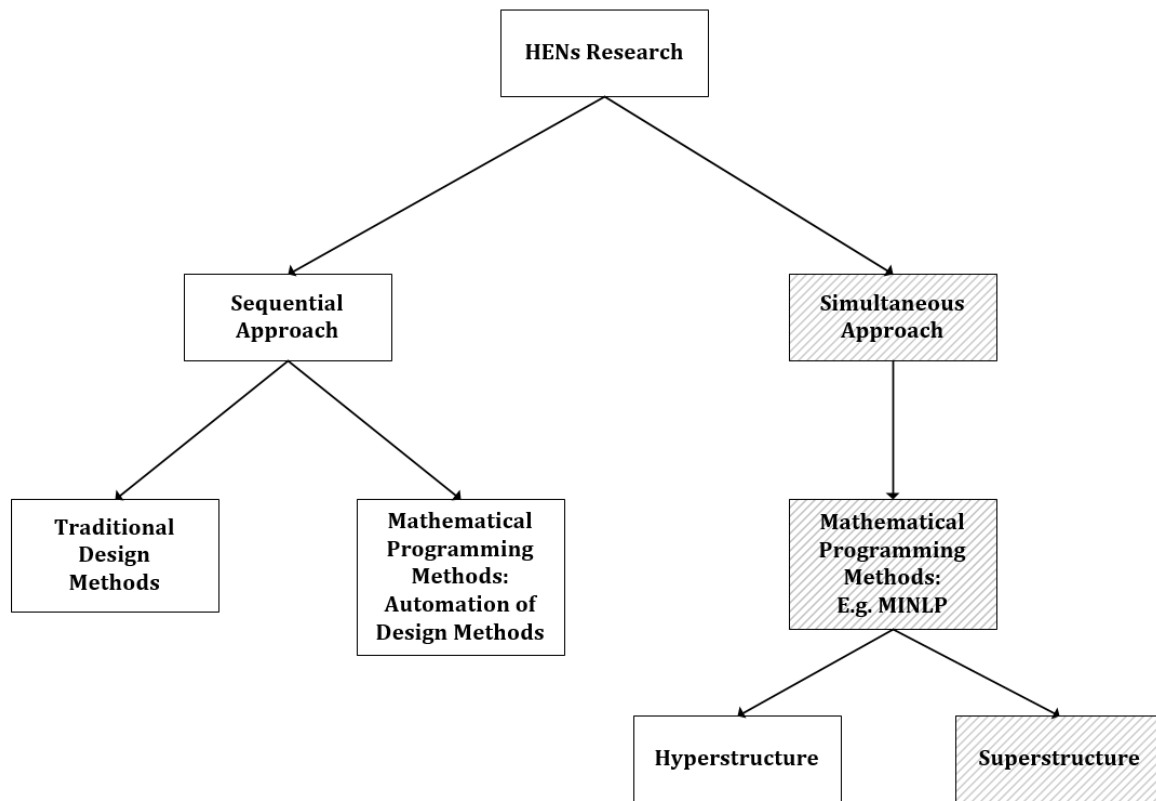 HENs Research
Sequential
Approach
Simultaneous
Approach
Traditional
Design
Methods
Mathematical
Programming
Methods:
Automation of
Design Methods
Mathematical
Programming
Methods:
E.g. MINLP
Hyperstructure
Superstructure